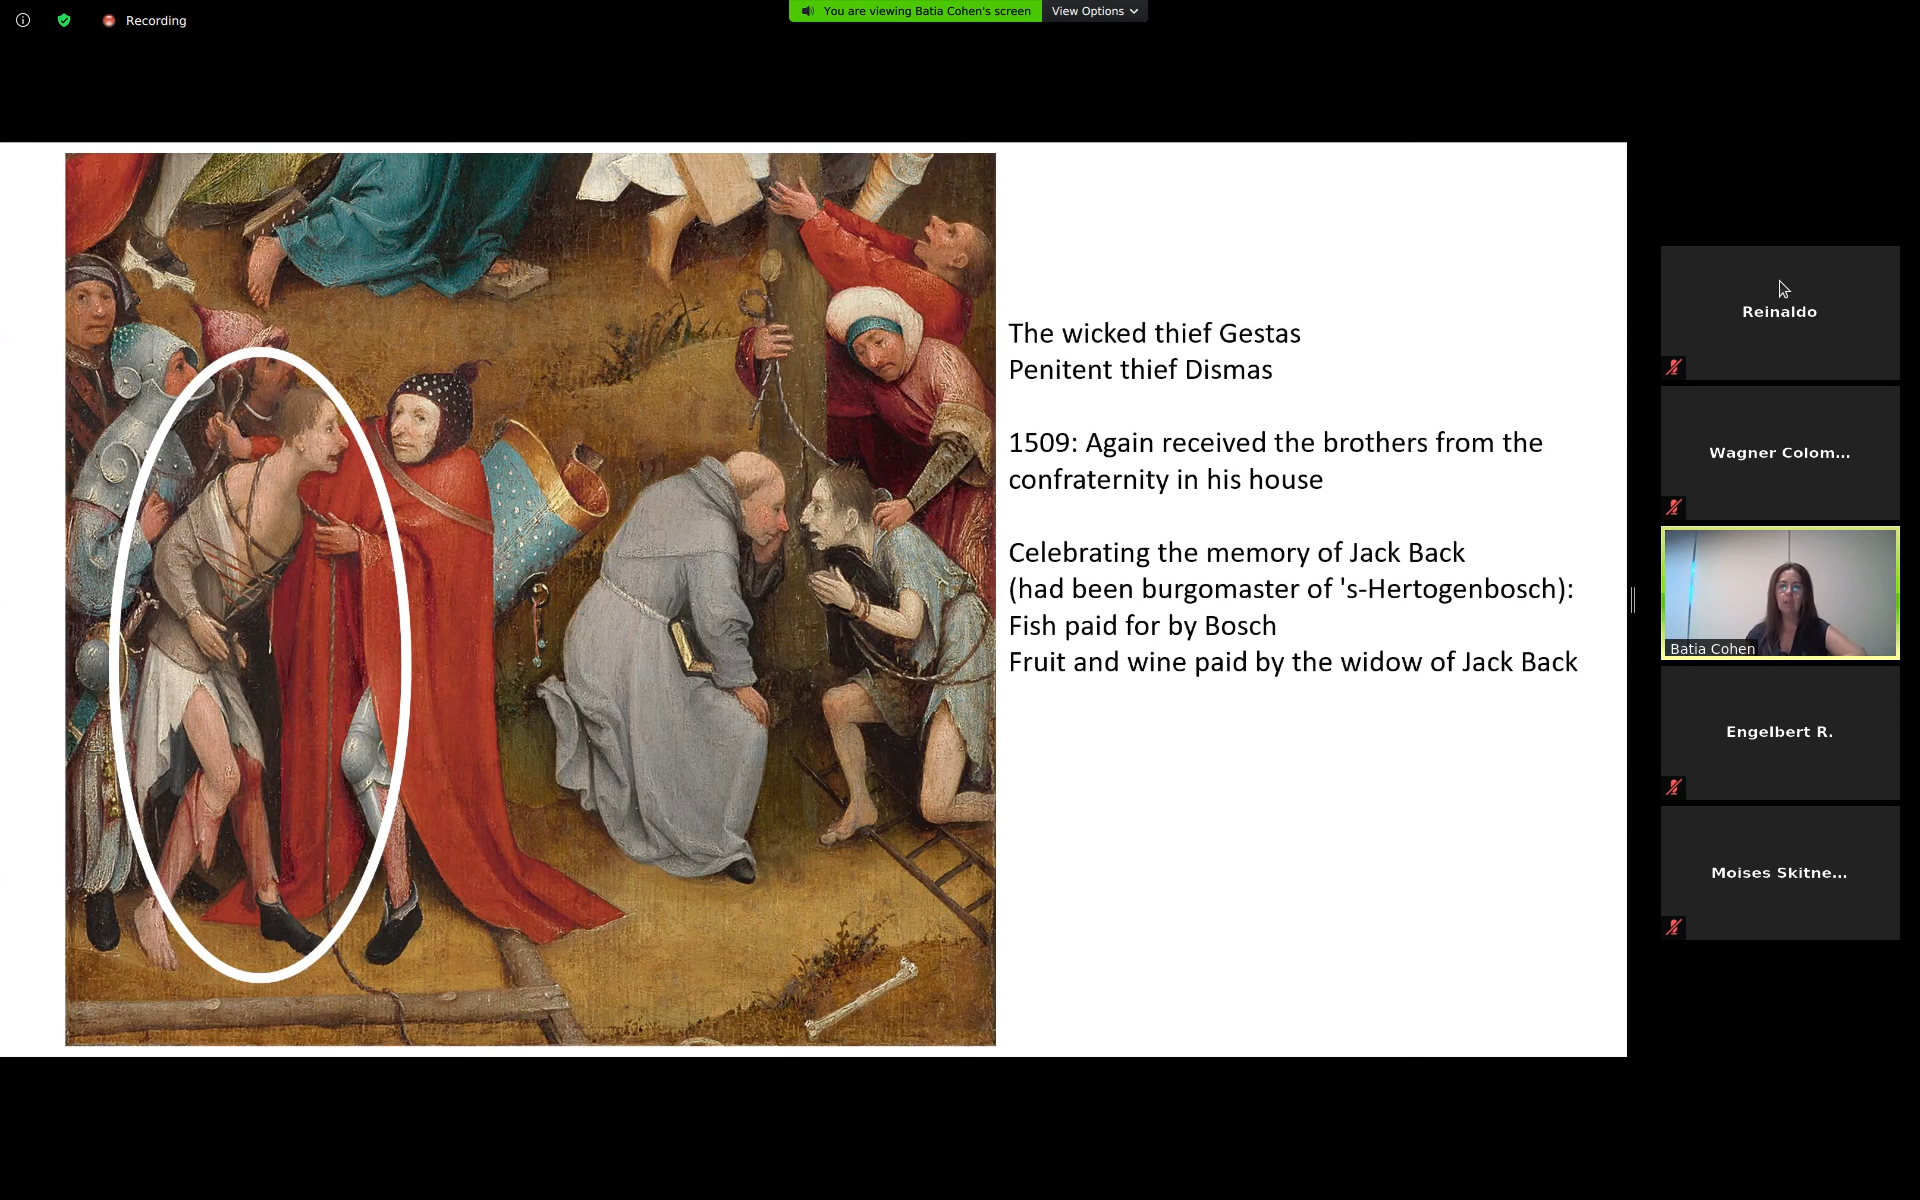 Recording
You are viewing Batia Cohen's screen
View Options
The wicked thief Gestas
Penitent thief Dismas
1509: Again received the brothers from the
confraternity in his house
Celebrating the memory of Jack Back
(had been burgomaster of 's-Hertogenbosch):
Fish paid for by Bosch
Fruit and wine paid by the widow of Jack Back
Reinaldo
Wagner Colom...
Batia Cohen
Engelbert R.
Moises Skitne...